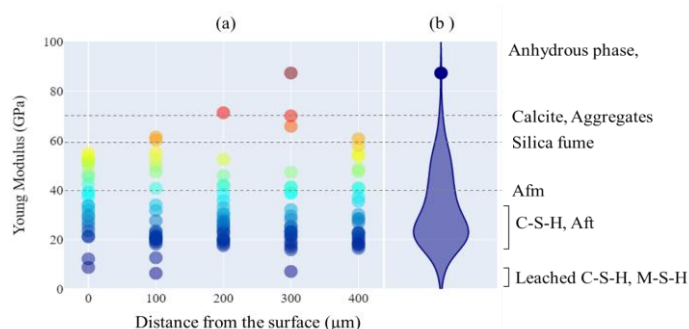 (a)
(b)
100
80
60
40
20
0
Young Modulus (GPa)
0 100 200 300 400
Distance from the surface (μm)
Anhydrous phase,
Calcite, Aggregates
Silica fume
Afm
C-S-H, Aft
Leached C-S-H, M-S-H